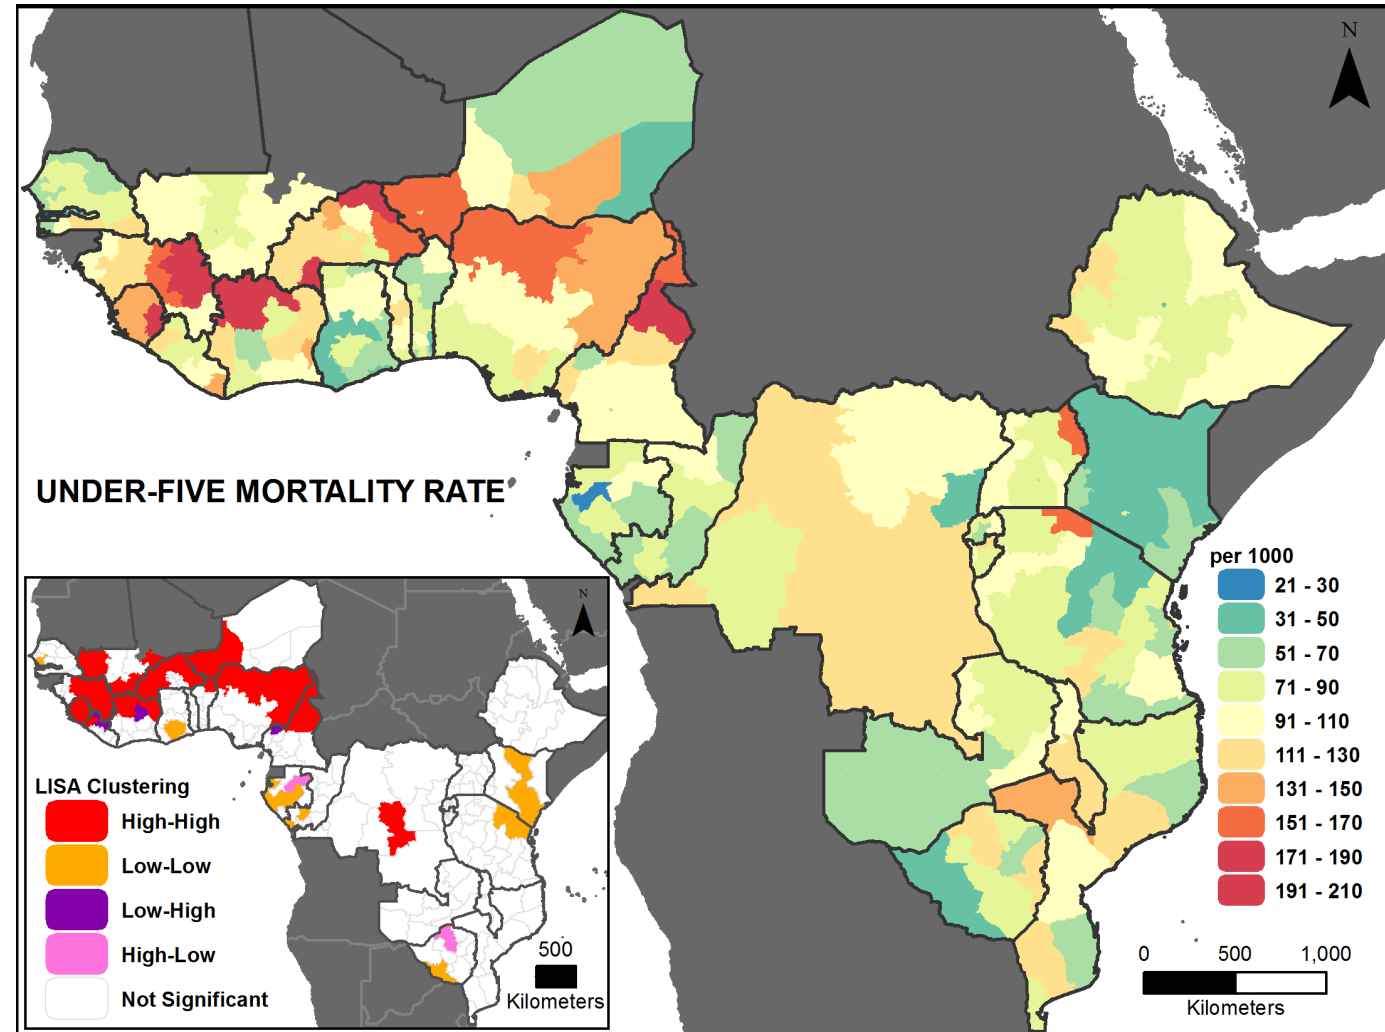 N
UNDER-FIVE MORTALITY RATE
per 1000
21 - 30
31 - 50
51 - 70
71 - 90
91 - 110
111 - 130
131 - 150
151 - 170
171 - 190
191 - 210
0 500 1,000
Kilometers
N
LISA Clustering
High-High
Low-Low
Low-High
High-Low
Not Significant
500
Kilometers